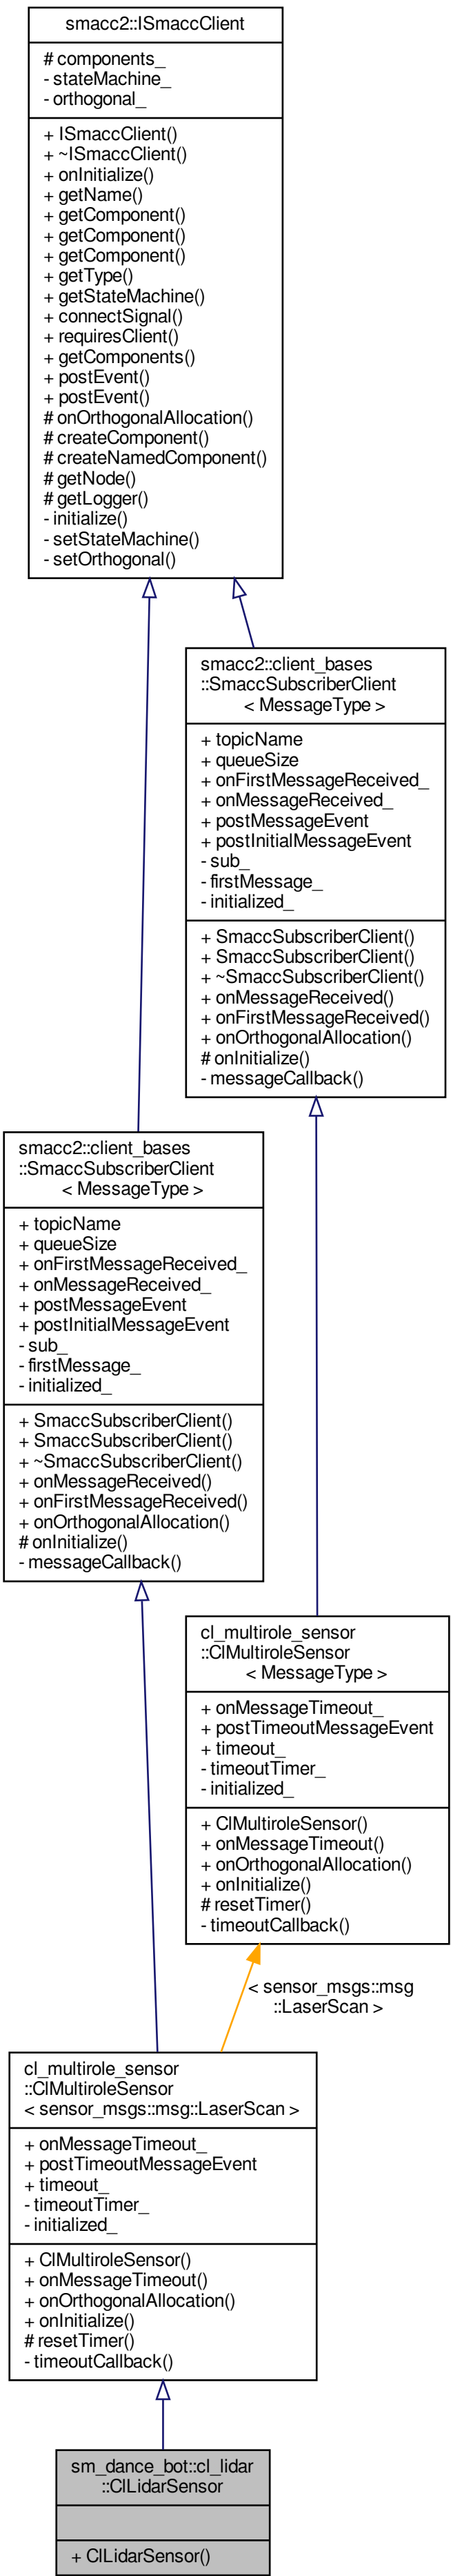 smacc2::ISmaccClient
# components_
- stateMachine_
- orthogonal_
+ ISmaccClient()
+ ~ISmaccClient()
+ onInitialize()
+ getName()
+ getComponent()
+ getComponent()
+ getComponent()
+ getType()
+ getStateMachine()
+ connectSignal()
+ requiresClient()
+ getComponents()
+ postEvent()
+ postEvent()
# onOrthogonalAllocation()
# createComponent()
# createNamedComponent()
# getNode()
# getLogger()
- initialize()
- setStateMachine()
- setOrthogonal()
smacc2::client_bases
::SmaccSubscriberClient
< MessageType >
+ topicName
+ queueSize
+ onFirstMessageReceived_
+ onMessageReceived_
+ postMessageEvent
+ postInitialMessageEvent
- sub_
- firstMessage_
- initialized_
+ SmaccSubscriberClient()
+ SmaccSubscriberClient()
+ ~SmaccSubscriberClient()
+ onMessageReceived()
+ onFirstMessageReceived()
+ onOrthogonalAllocation()
# onInitialize()
- messageCallback()
smacc2::client_bases
::SmaccSubscriberClient
< MessageType >
+ topicName
+ queueSize
+ onFirstMessageReceived_
+ onMessageReceived_
+ postMessageEvent
+ postInitialMessageEvent
- sub_
- firstMessage_
- initialized_
+ SmaccSubscriberClient()
+ SmaccSubscriberClient()
+ ~SmaccSubscriberClient()
+ onMessageReceived()
+ onFirstMessageReceived()
+ onOrthogonalAllocation()
# onInitialize()
- messageCallback()
cl_multirole_sensor
::ClMultiroleSensor
< MessageType >
+ onMessageTimeout_
+ postTimeoutMessageEvent
+ timeout_
- timeoutTimer_
- initialized_
+ ClMultiroleSensor()
+ onMessageTimeout()
+ onOrthogonalAllocation()
+ onInitialize()
# resetTimer()
- timeoutCallback()
< sensor_msgs::msg
::LaserScan >
cl_multirole_sensor
::ClMultiroleSensor
< sensor_msgs::msg::LaserScan >
+ onMessageTimeout_
+ postTimeoutMessageEvent
+ timeout_
- timeoutTimer_
- initialized_
+ ClMultiroleSensor()
+ onMessageTimeout()
+ onOrthogonalAllocation()
+ onInitialize()
# resetTimer()
- timeoutCallback()
sm_dance_bot::cl_lidar
::ClLidarSensor
+ ClLidarSensor()